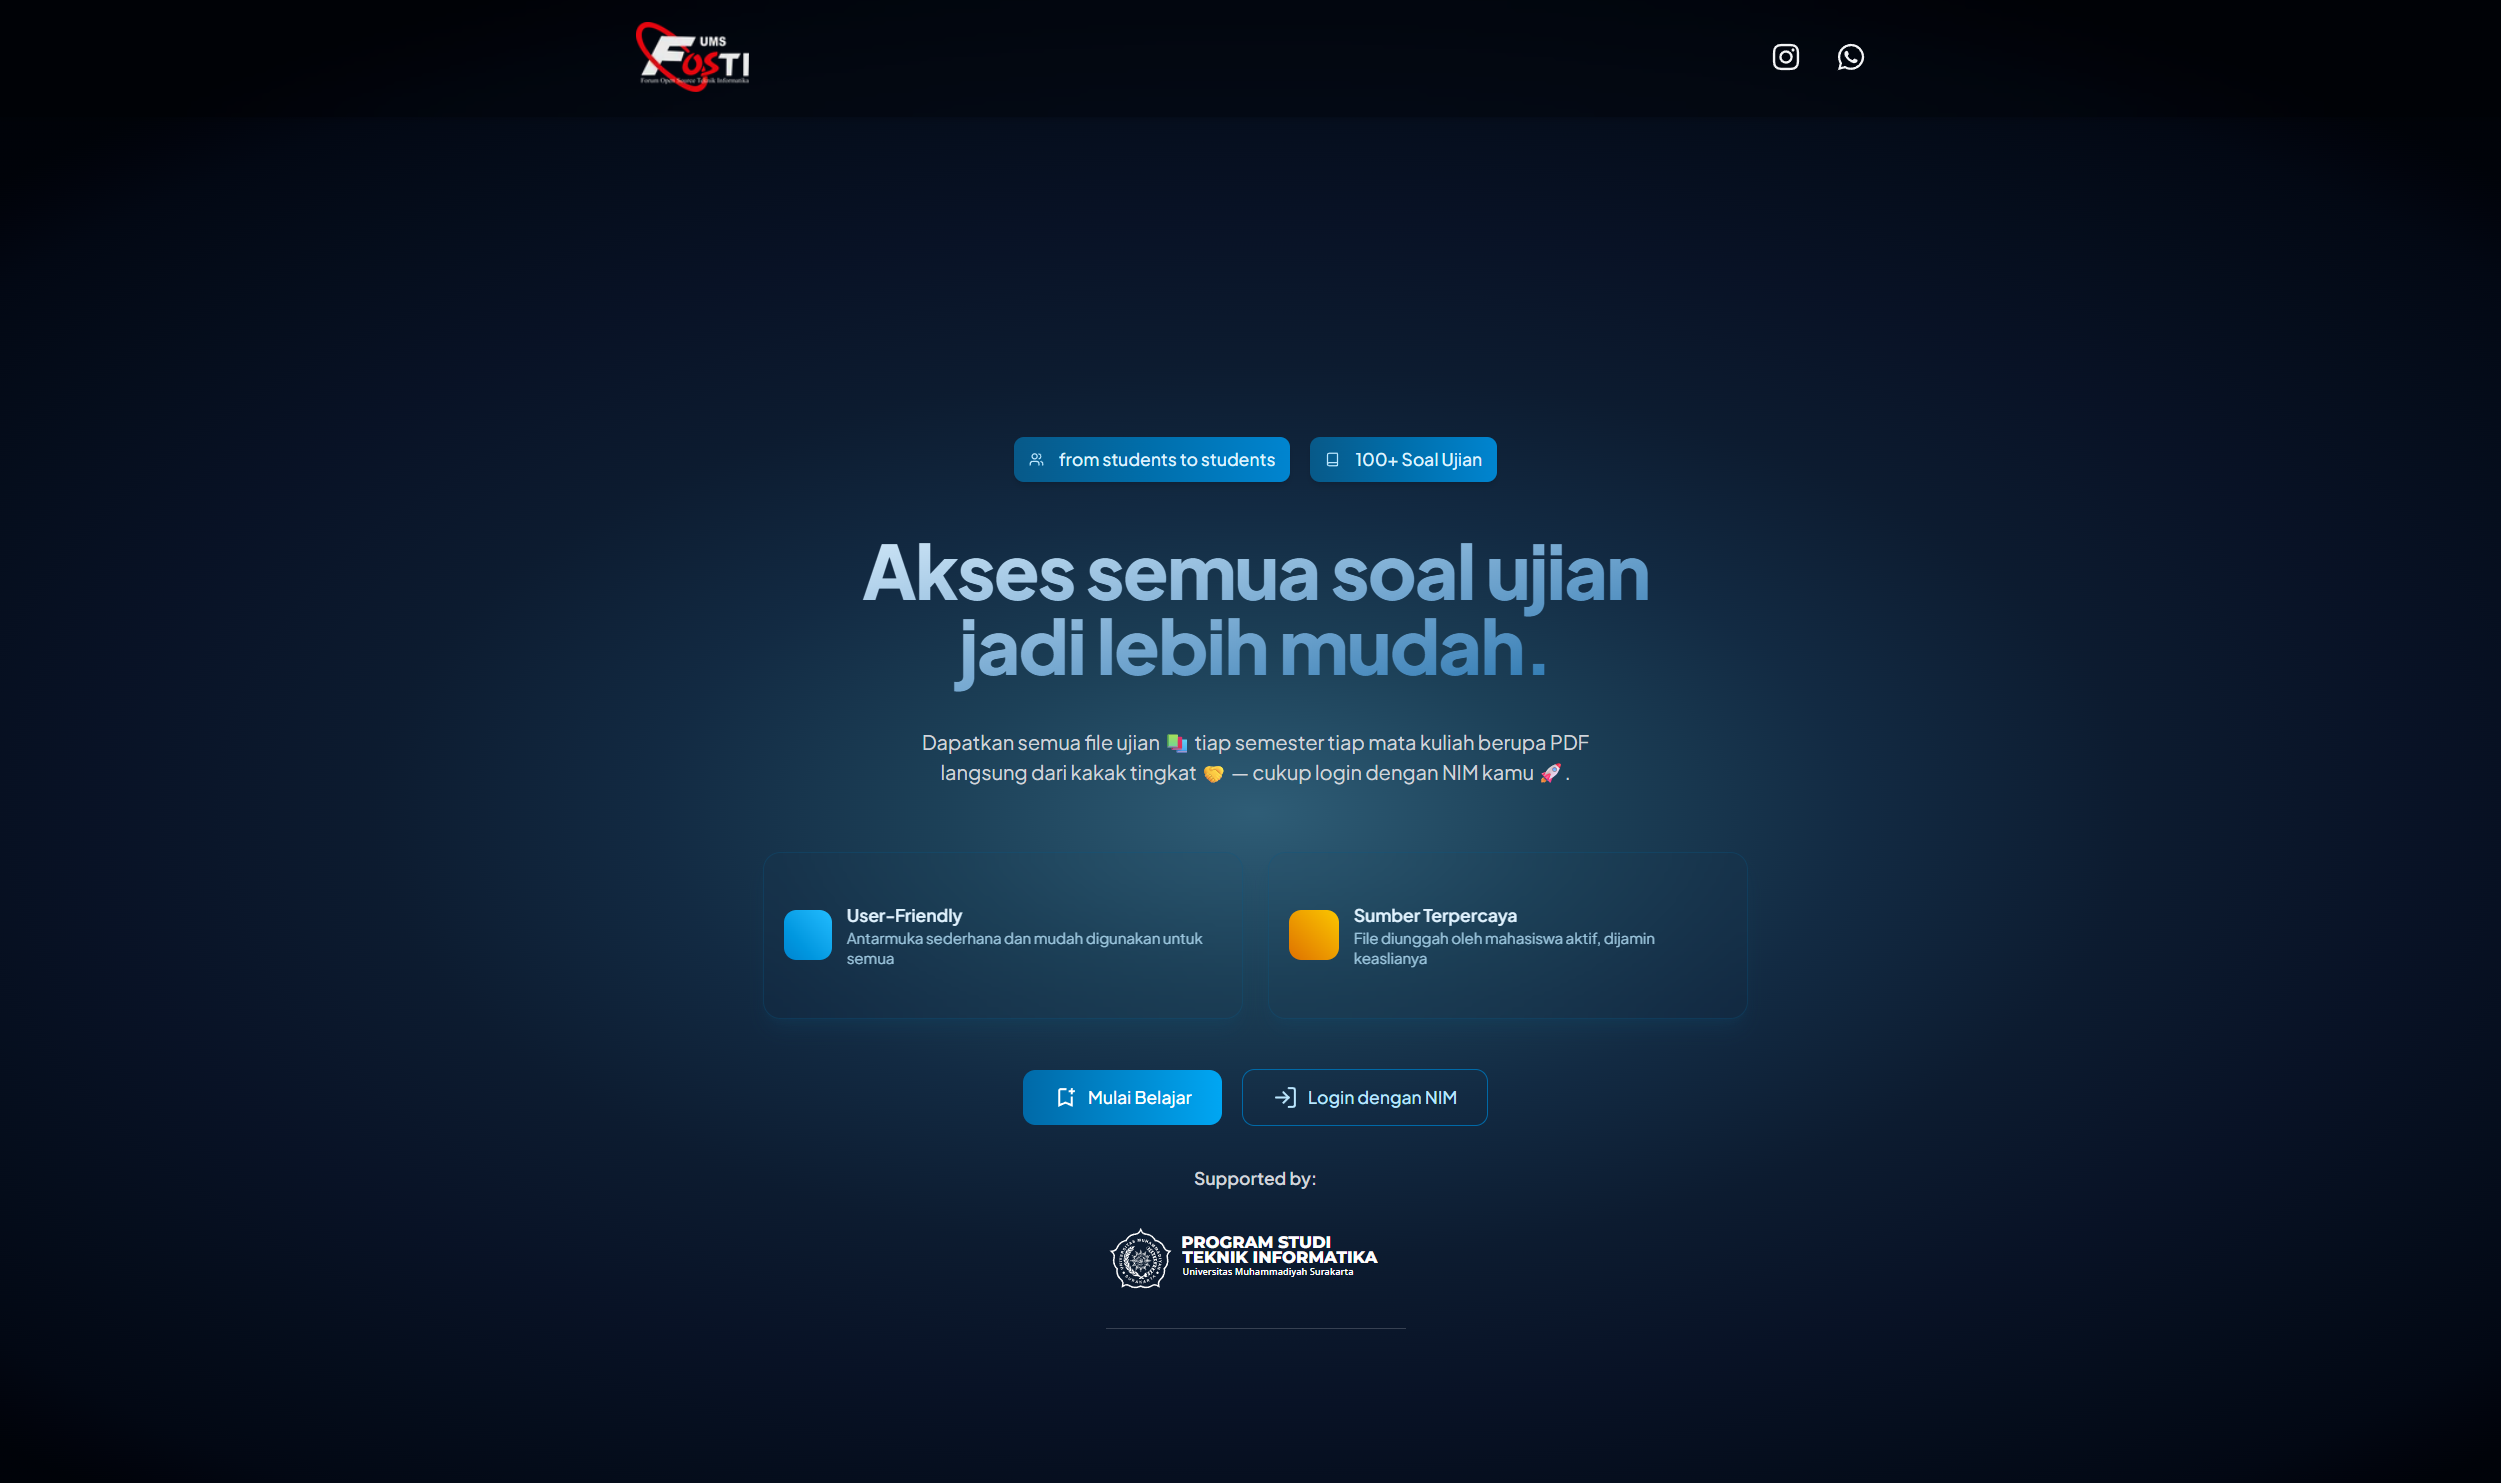 UMS
FOSTI
Forum Open Source Teknik Informatika
from students to students
100+ Soal Ujian
Akses semua soal ujian
jadi lebih mudah.
Dapatkan semua file ujian 📚 tiap semester tiap mata kuliah berupa PDF
langsung dari kakak tingkat 🤝 — cukup login dengan NIM kamu 🚀.
User-Friendly
Antarmuka sederhana dan mudah digunakan untuk
semua
Sumber Terpercaya
File diunggah oleh mahasiswa aktif, dijamin
keaslianya
Mulai Belajar
Login dengan NIM
Supported by:
PROGRAM STUDI
TEKNIK INFORMATIKA
Universitas Muhammadiyah Surakarta